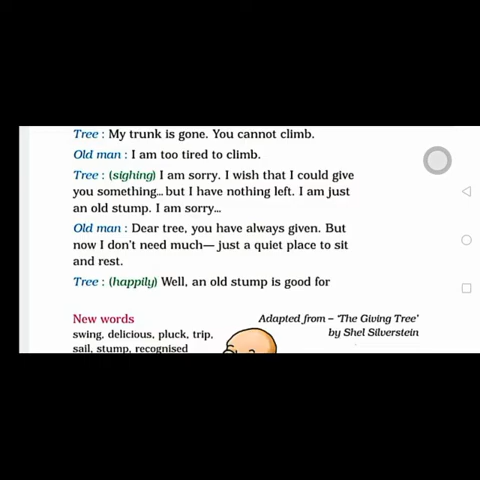 Tree : My trunk is gone. You cannot climb.
Old man : I am too tired to climb.
Tree : (sighing) I am sorry. I wish that I could give
you something... but I have nothing left. I am just
an old stump. I am sorry...
Old man : Dear tree, you have always given. But
now I don't need much— just a quiet place to sit
and rest.
Tree : (happily) Well, an old stump is good for
New words
swing, delicious, pluck, trip,
sail, stump, recognised
Adapted from – 'The Giving Tree'
by Shel Silverstein